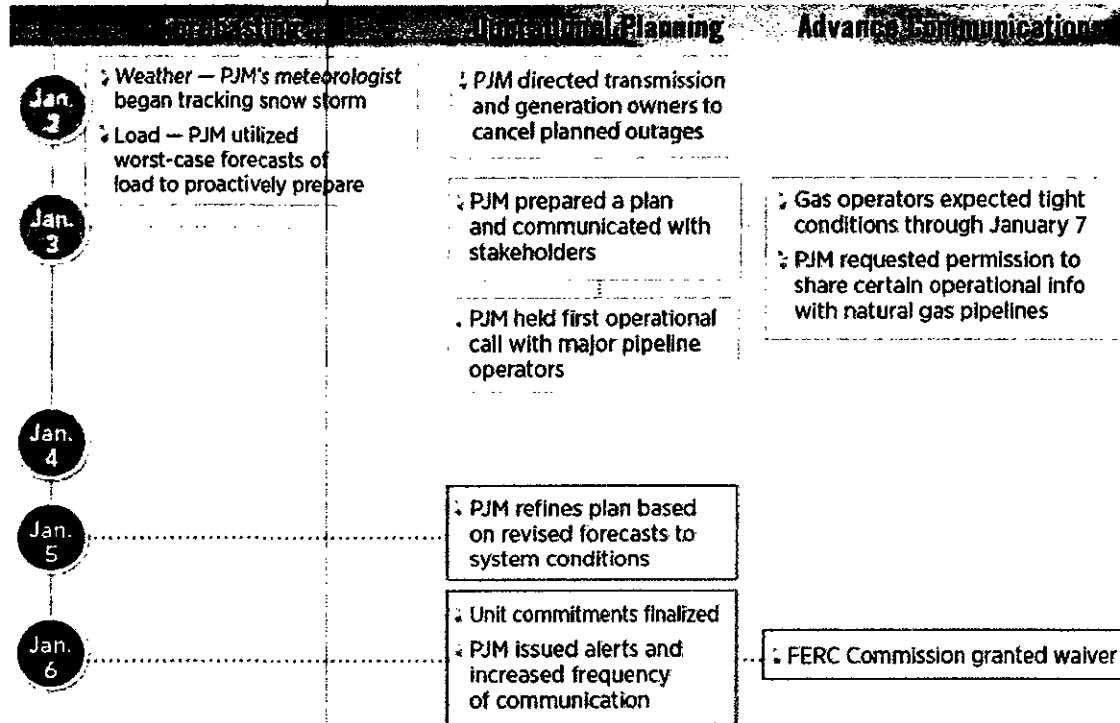 Forecasting
Operational Planning
Advance Communications
Jan.
2
Weather — PJM's meteorologist
began tracking snow storm
Load — PJM utilized
worst-case forecasts of
load to proactively prepare
PJM directed transmission
and generation owners to
cancel planned outages
Jan.
3
PJM prepared a plan
and communicated with
stakeholders
Gas operators expected tight
conditions through January 7
PJM requested permission to
share certain operational info
with natural gas pipelines
PJM held first operational
call with major pipeline
operators
Jan.
4
Jan.
5
PJM refines plan based
on revised forecasts to
system conditions
Jan.
6
Unit commitments finalized
PJM issued alerts and
increased frequency
of communication
FERC Commission granted waiver